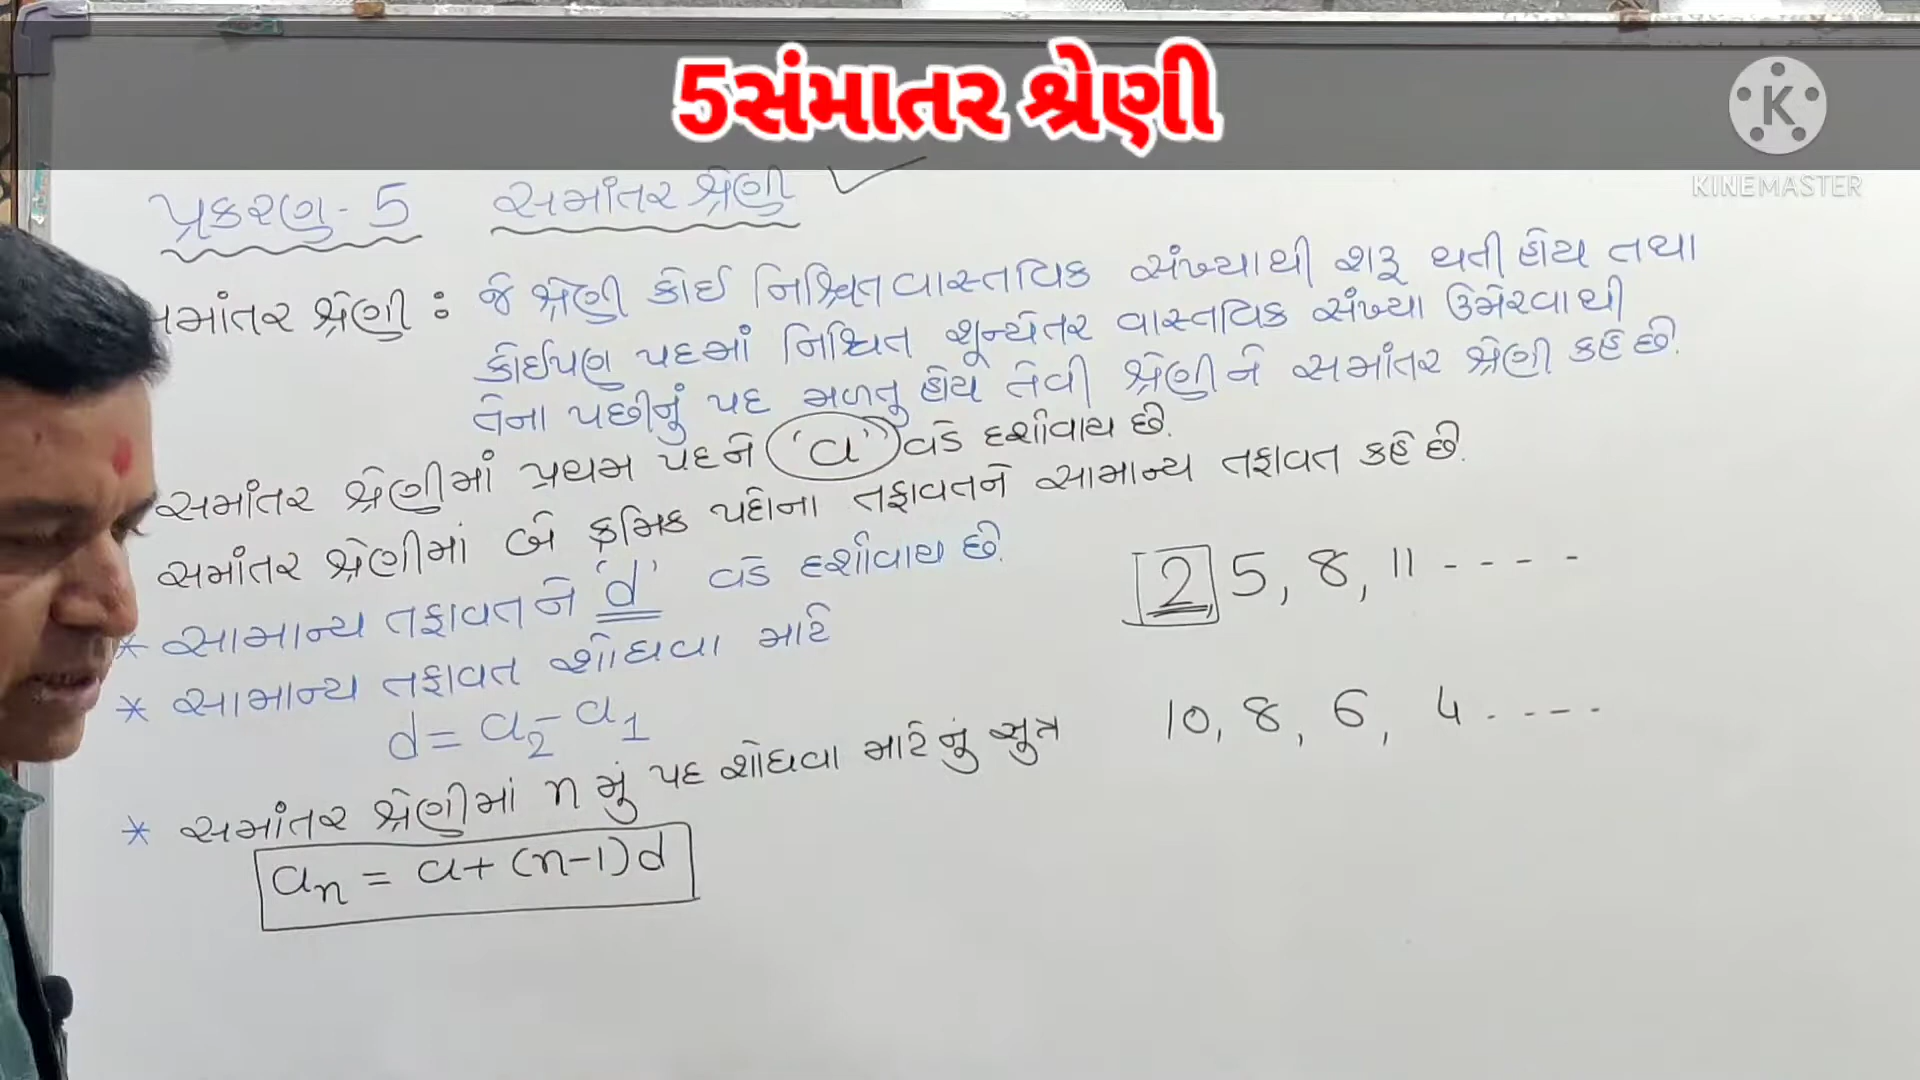 5સંમાતર શ્રેણી
K
KINEMASTER
પ્રકરણ-5 સમાંતર શ્રેણી ✓
માંતર શ્રેણી : જે શ્રેણી કોઈ નિશ્ચિત વાસ્તવિક સંખ્યાથી શરૂ થતી હોય તથા
કોઈપણ પદમાં નિશ્ચિત શૂન્યેતર વાસ્તવિક સંખ્યા ઉમેરવાથી
તેના પછીનું પદ મળતુ હોય તેવી શ્રેણીને સમાંતર શ્રેણી કહે છે.
સમાંતર શ્રેણીમાં પ્રથમ પદને 'a' વડે દર્શાવાય છે.
સમાંતર શ્રેણીમાં બે ક્રમિક પદોના તફાવતને સામાન્ય તફાવત કહે છે.
* સામાન્ય તફાવતને 'd' વડે દર્શાવાય છે.
* સામાન્ય તફાવત શોધવા માટે
d = a₂ - a₁
* સમાંતર શ્રેણીમાં n મું પદ શોધવા માટેનું સુત્ર
aₙ = a + (n-1)d
2, 5, 8, 11 ----
10, 8, 6, 4 .----